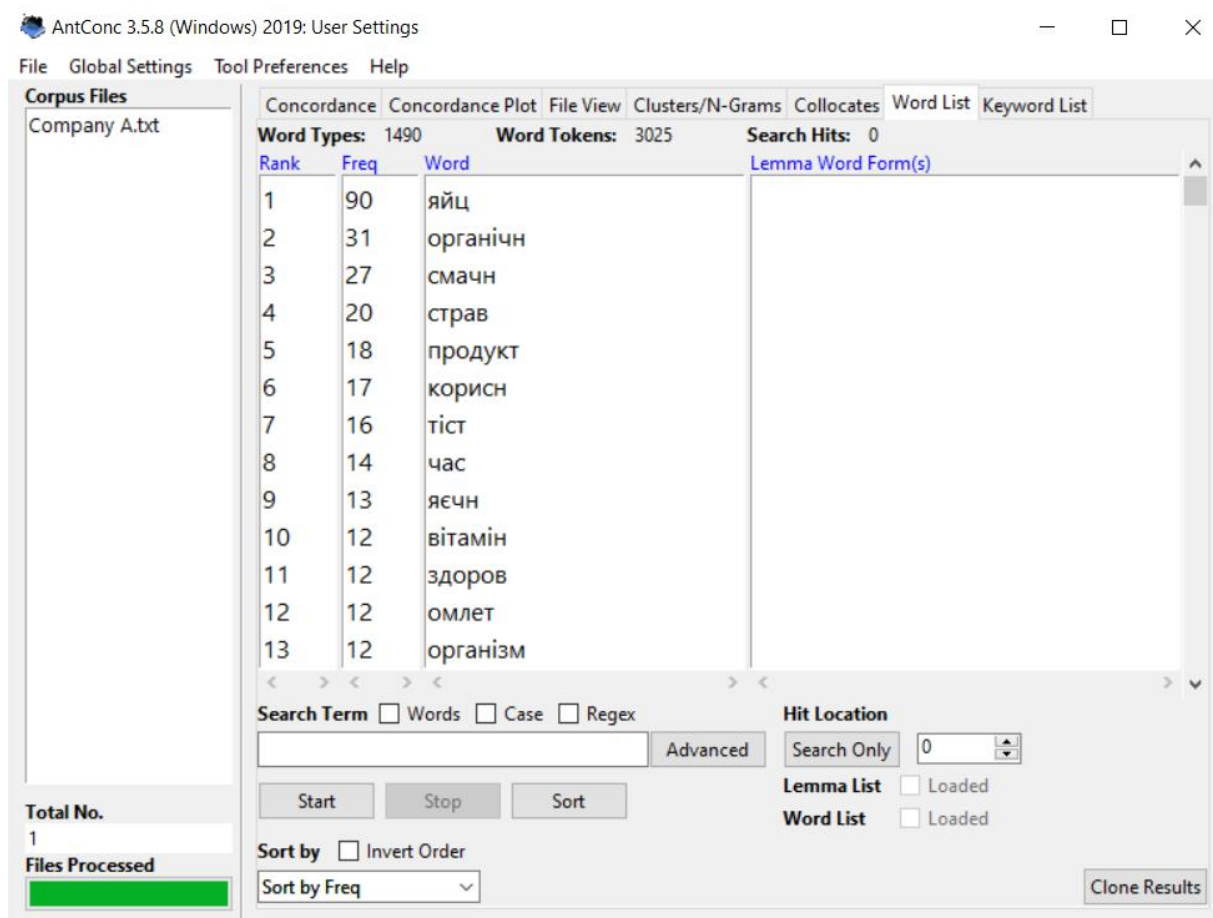 AntConc 3.5.8 (Windows) 2019: User Settings
File Global Settings Tool Preferences Help
Corpus Files
Company A.txt
Concordance Concordance Plot File View Clusters/N-Grams Collocates Word List Keyword List
Word Types: 1490 Word Tokens: 3025 Search Hits: 0
Rank Freq Word Lemma Word Form(s)
1 90 яйц
2 31 органічн
3 27 смачн
4 20 страв
5 18 продукт
6 17 корисн
7 16 тіст
8 14 час
9 13 яєчн
10 12 вітамін
11 12 здоров
12 12 омлет
13 12 організм
Search Term Words Case Regex Hit Location
Advanced Search Only 0
Lemma List Loaded
Start Stop Sort
Word List Loaded
Total No.
1
Sort by Invert Order
Files Processed
Sort by Freq Clone Results